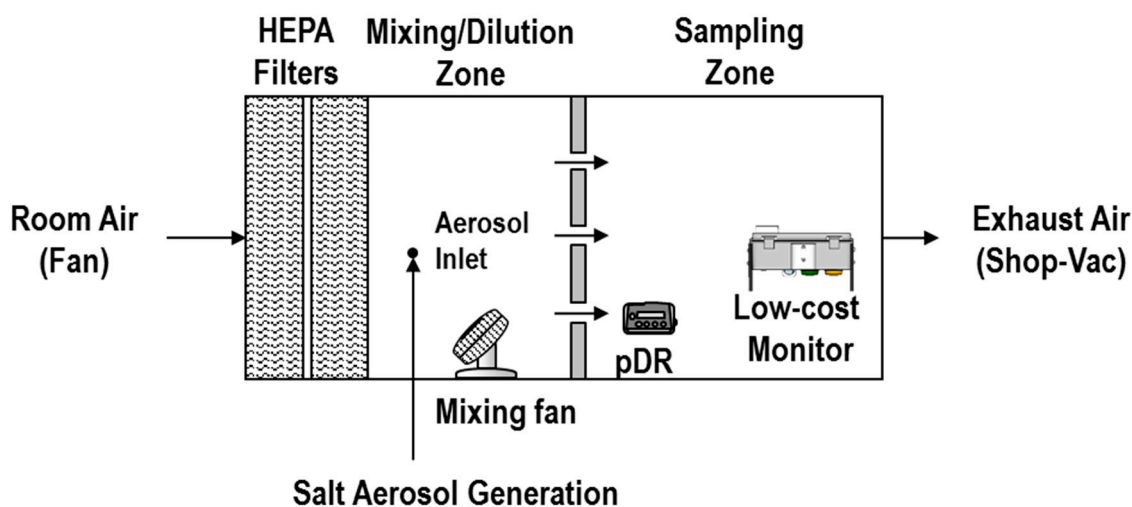 HEPA
Filters
Mixing/Dilution
Zone
Sampling
Zone
Room Air
(Fan)
Aerosol
Inlet
Exhaust Air
(Shop-Vac)
Low-cost
Monitor
pDR
Mixing fan
Salt Aerosol Generation